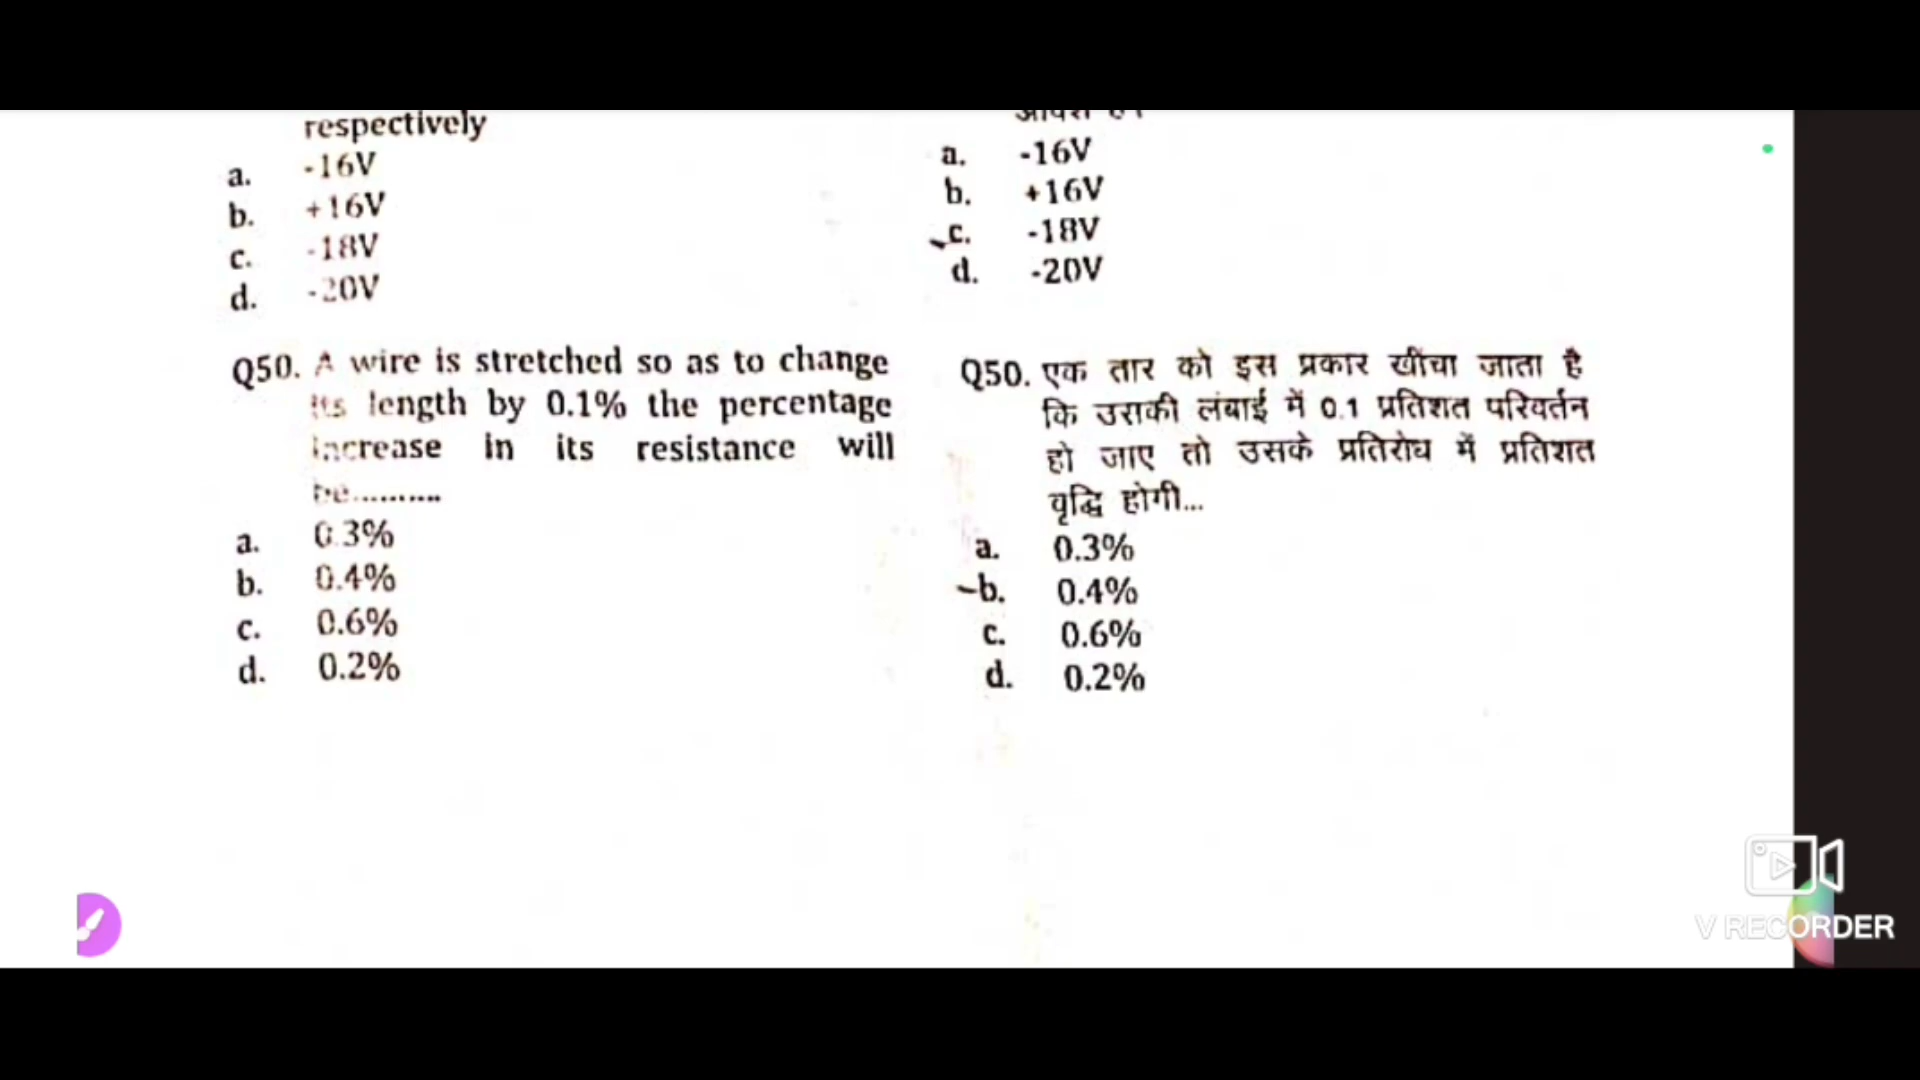 respectively
a. -16V
b. +16V
c. -18V
d. -20V
Q50. A wire is stretched so as to change
its length by 0.1% the percentage
increase in its resistance will
be..........
a. 0.3%
b. 0.4%
c. 0.6%
d. 0.2%
a. -16V
b. +16V
c. -18V
d. -20V
Q50. एक तार को इस प्रकार खींचा जाता है
कि उसकी लंबाई में 0.1 प्रतिशत परिवर्तन
हो जाए तो उसके प्रतिरोध में प्रतिशत
वृद्धि होगी...
a. 0.3%
b. 0.4%
c. 0.6%
d. 0.2%
V RECORDER